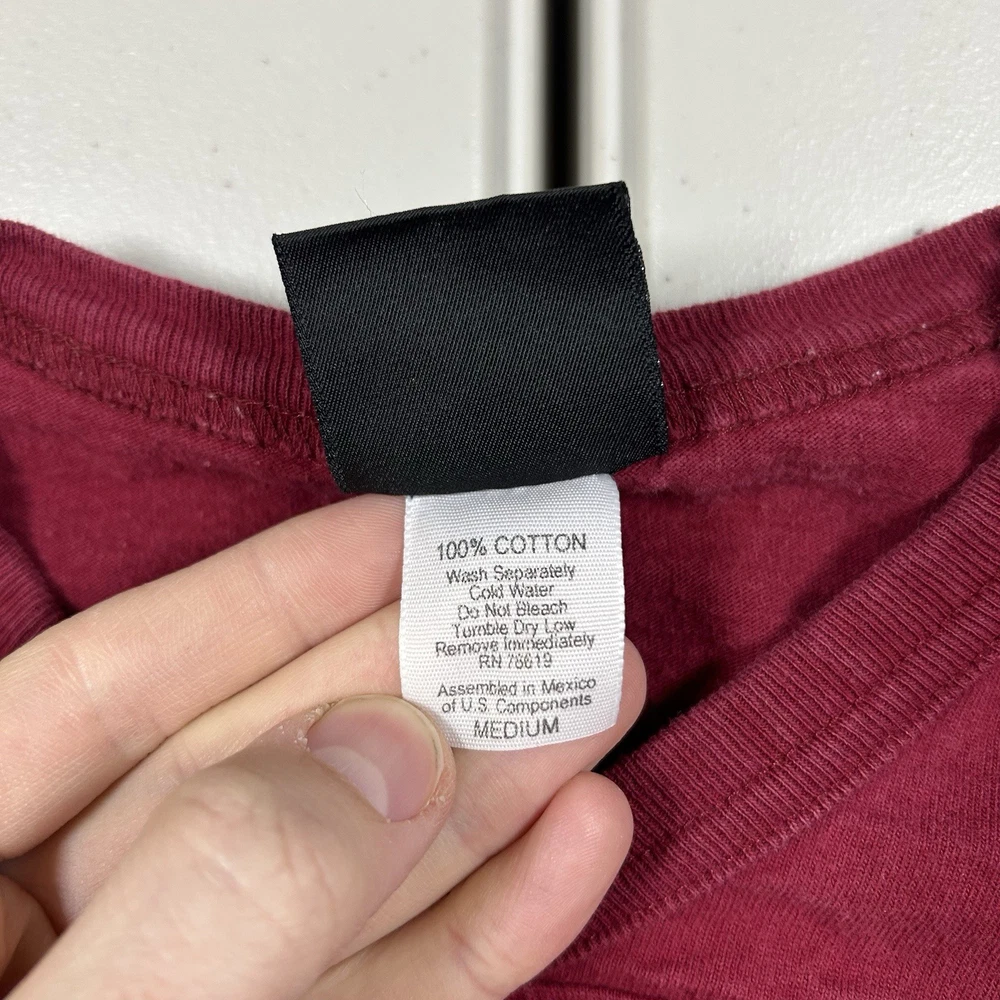 100% COTTON
Wash Separately
Cold Water
Do Not Bleach
Tumble Dry Low
Remove Immediately
RN 78619
Assembled in Mexico
of U.S. Components
MEDIUM